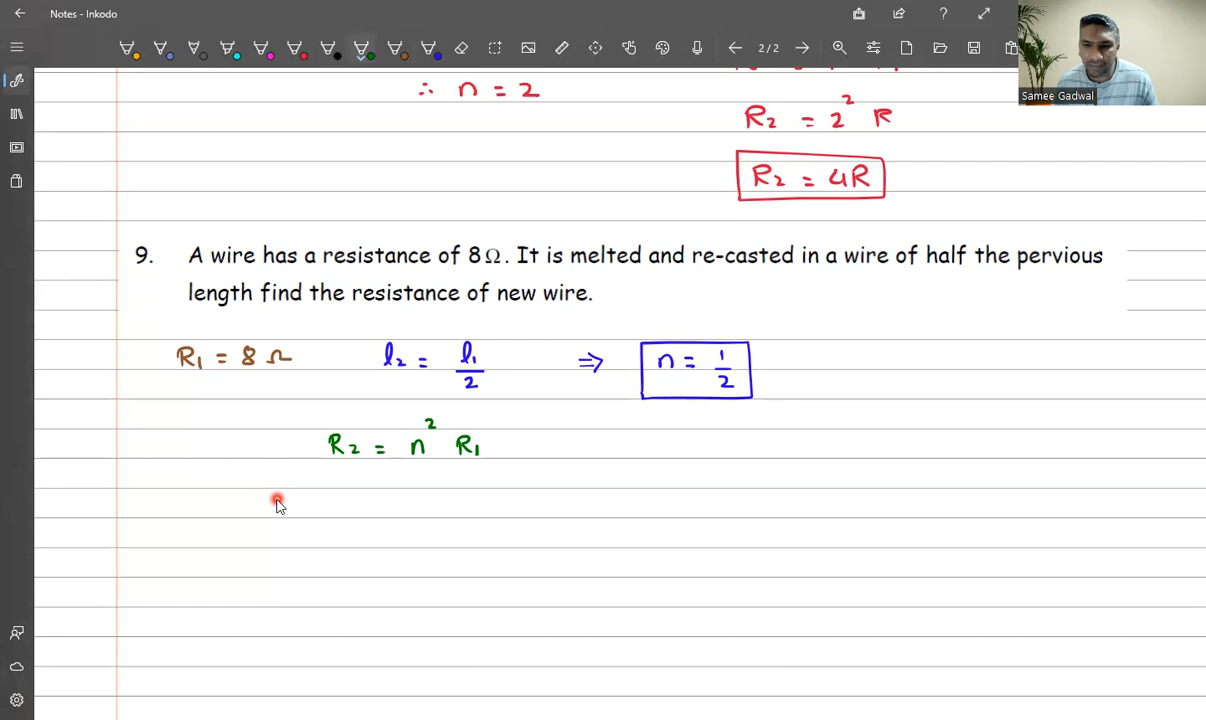 Notes - Inkodo
2 / 2
Samee Gadwal
∴ n = 2
R₂ = 2² R
R₂ = 4R
9. A wire has a resistance of 8 Ω. It is melted and re-casted in a wire of half the pervious
length find the resistance of new wire.
R₁ = 8 Ω l₂ = l₁/2 ⇒ n = 1/2
R₂ = n² R₁